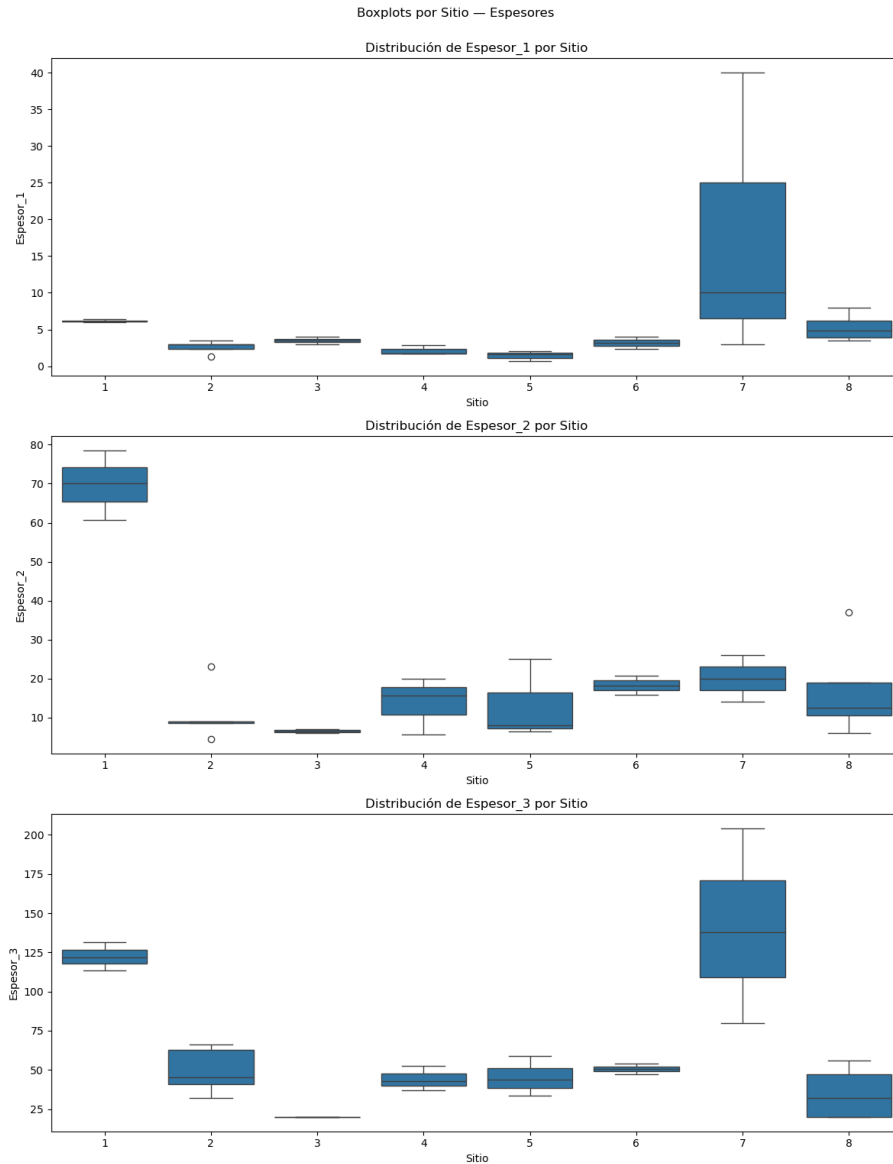 Boxplots por Sitio — Espesores
Distribución de Espesor_1 por Sitio
40
35
30
25
20
15
10
5
0
Espesor_1
1 2 3 4 5 6 7 8
Sitio
Distribución de Espesor_2 por Sitio
80
70
60
50
40
30
20
10
Espesor_2
1 2 3 4 5 6 7 8
Sitio
Distribución de Espesor_3 por Sitio
200
175
150
125
100
75
50
25
Espesor_3
1 2 3 4 5 6 7 8
Sitio